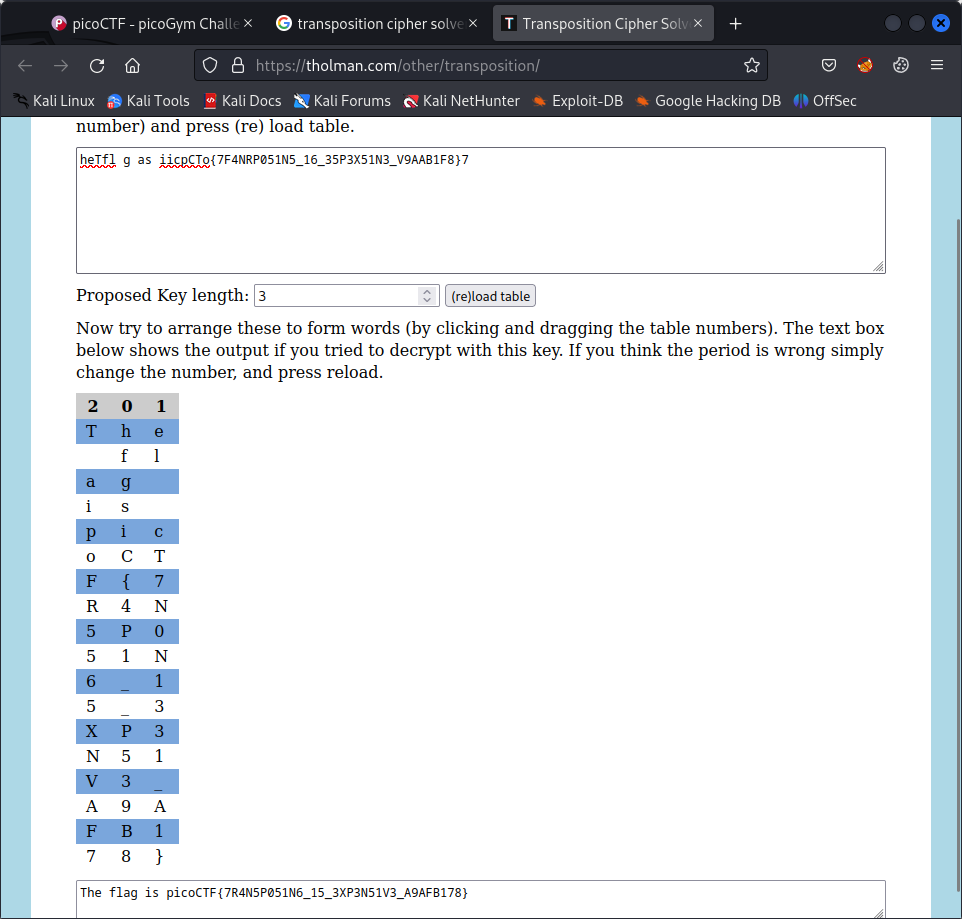 picoCTF - picoGym Challe
transposition cipher solve
Transposition Cipher Solv
https://tholman.com/other/transposition/
Kali Linux Kali Tools Kali Docs Kali Forums Kali NetHunter Exploit-DB Google Hacking DB OffSec
number) and press (re) load table.
heTfl g as iicpCTo{7F4NRP051N5_16_35P3X51N3_V9AAB1F8}7
Proposed Key length: 3 (re)load table
Now try to arrange these to form words (by clicking and dragging the table numbers). The text box
below shows the output if you tried to decrypt with this key. If you think the period is wrong simply
change the number, and press reload.
2 0 1
T h e
f l
a g
i s
p i c
o C T
F { 7
R 4 N
5 P 0
5 1 N
6 _ 1
5 _ 3
X P 3
N 5 1
V 3 _
A 9 A
F B 1
7 8 }
The flag is picoCTF{7R4N5P051N6_15_3XP3N51V3_A9AFB178}